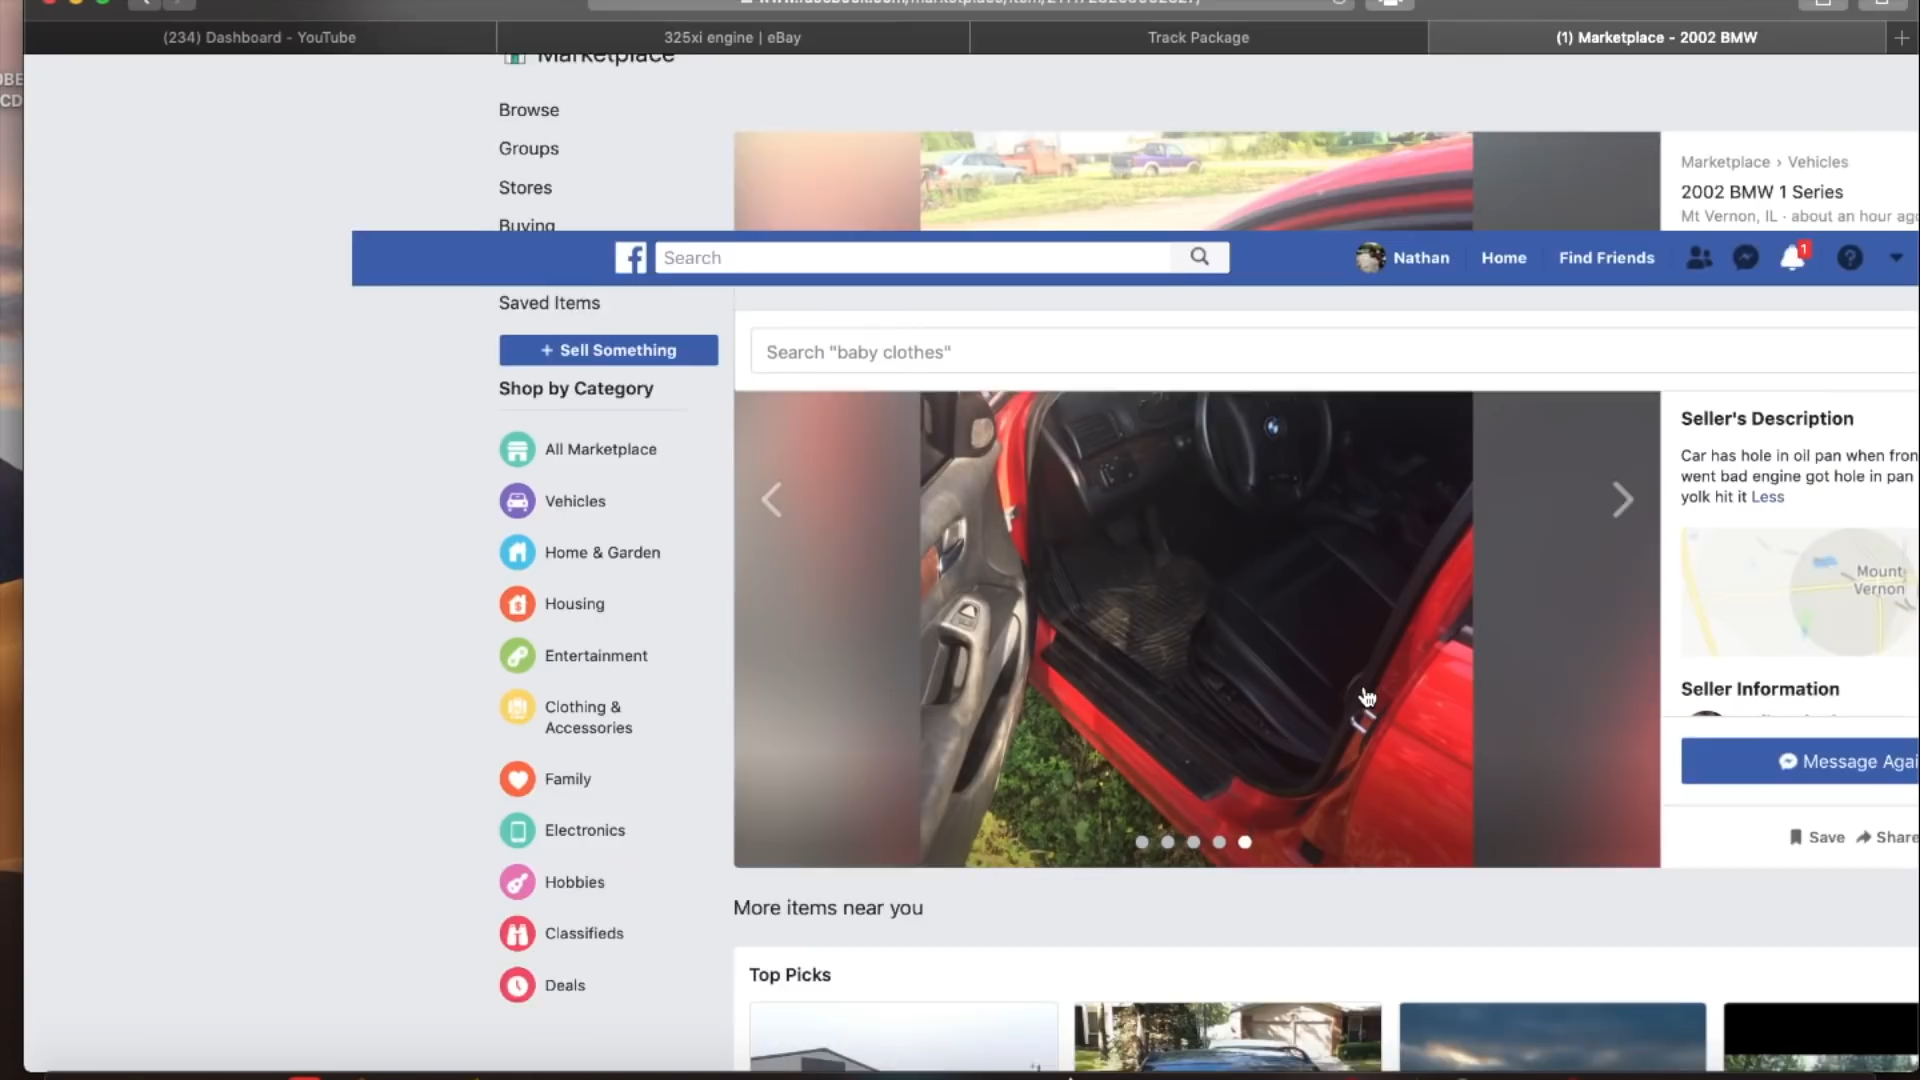 (234) Dashboard - YouTube
325xi engine | eBay
Track Package
(1) Marketplace - 2002 BMW
Marketplace
Browse
Groups
Stores
Buying
Search
Nathan
Home
Find Friends
1
Saved Items
+ Sell Something
Shop by Category
All Marketplace
Vehicles
Home & Garden
Housing
Entertainment
Clothing &
Accessories
Family
Electronics
Hobbies
Classifieds
Deals
Search "baby clothes"
Marketplace › Vehicles
2002 BMW 1 Series
Mt Vernon, IL · about an hour ago
Seller's Description
Car has hole in oil pan when fron
went bad engine got hole in pan
yolk hit it Less
Mount
Vernon
Seller Information
Message Agai
Save
Share
More items near you
Top Picks